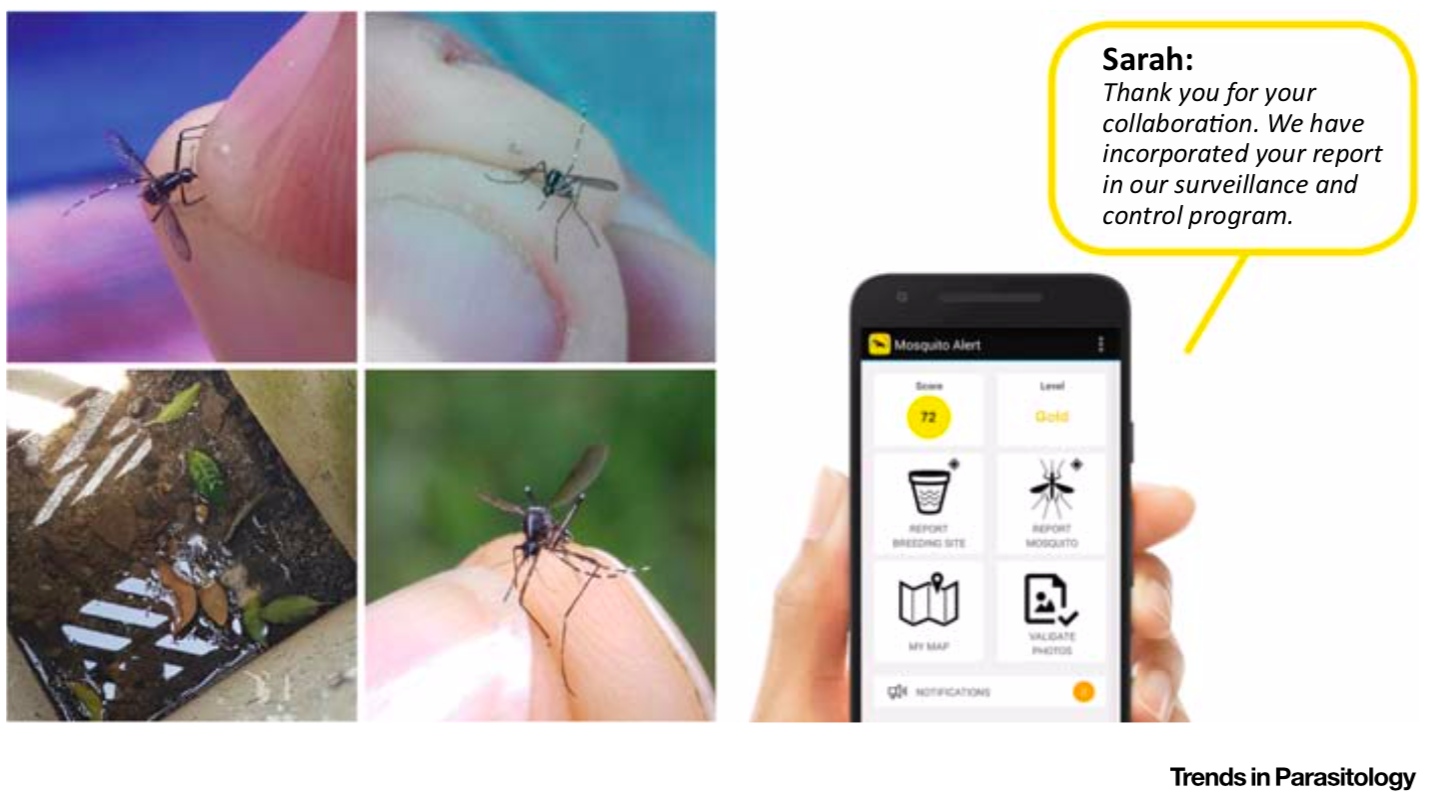 Sarah:
Thank you for your
collaboration. We have
incorporated your report
in our surveillance and
control program.
Mosquito Alert
Score
Level
72
Gold
REPORT
BREEDING SITE
REPORT
MOSQUITO
MY MAP
VALIDATE
PHOTOS
NOTIFICATIONS
Trends in Parasitology